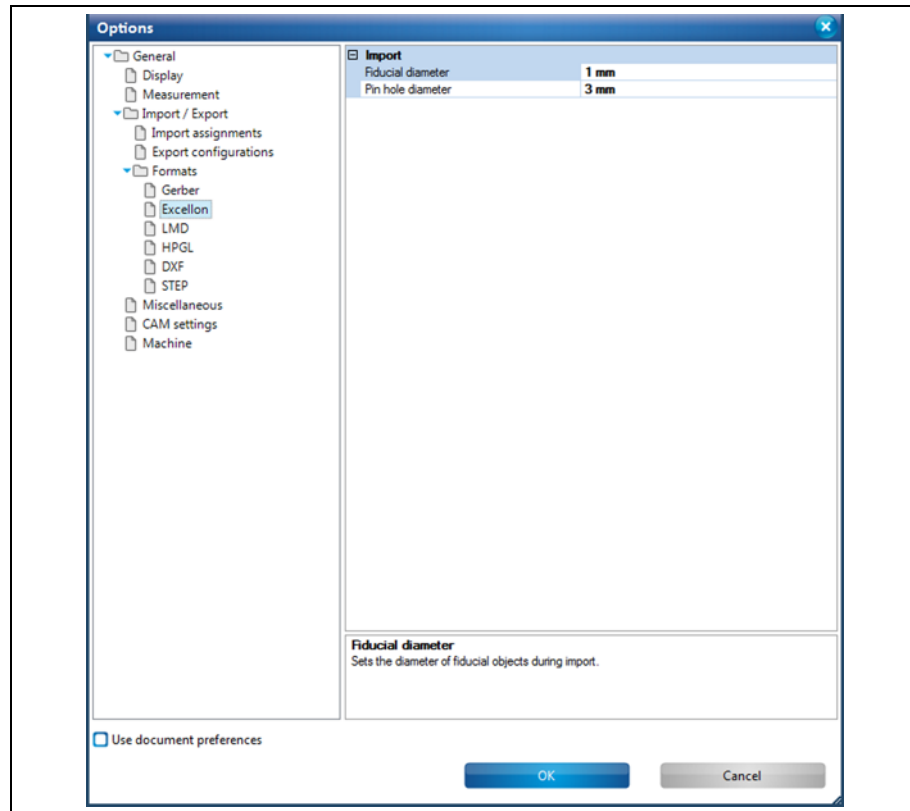 Options
General
Display
Measurement
Import / Export
Import assignments
Export configurations
Formats
Gerber
Excellon
LMD
HPGL
DXF
STEP
Miscellaneous
CAM settings
Machine
Import
Fiducial diameter 1 mm
Pin hole diameter 3 mm
Fiducial diameter
Sets the diameter of fiducial objects during import.
Use document preferences
OK Cancel